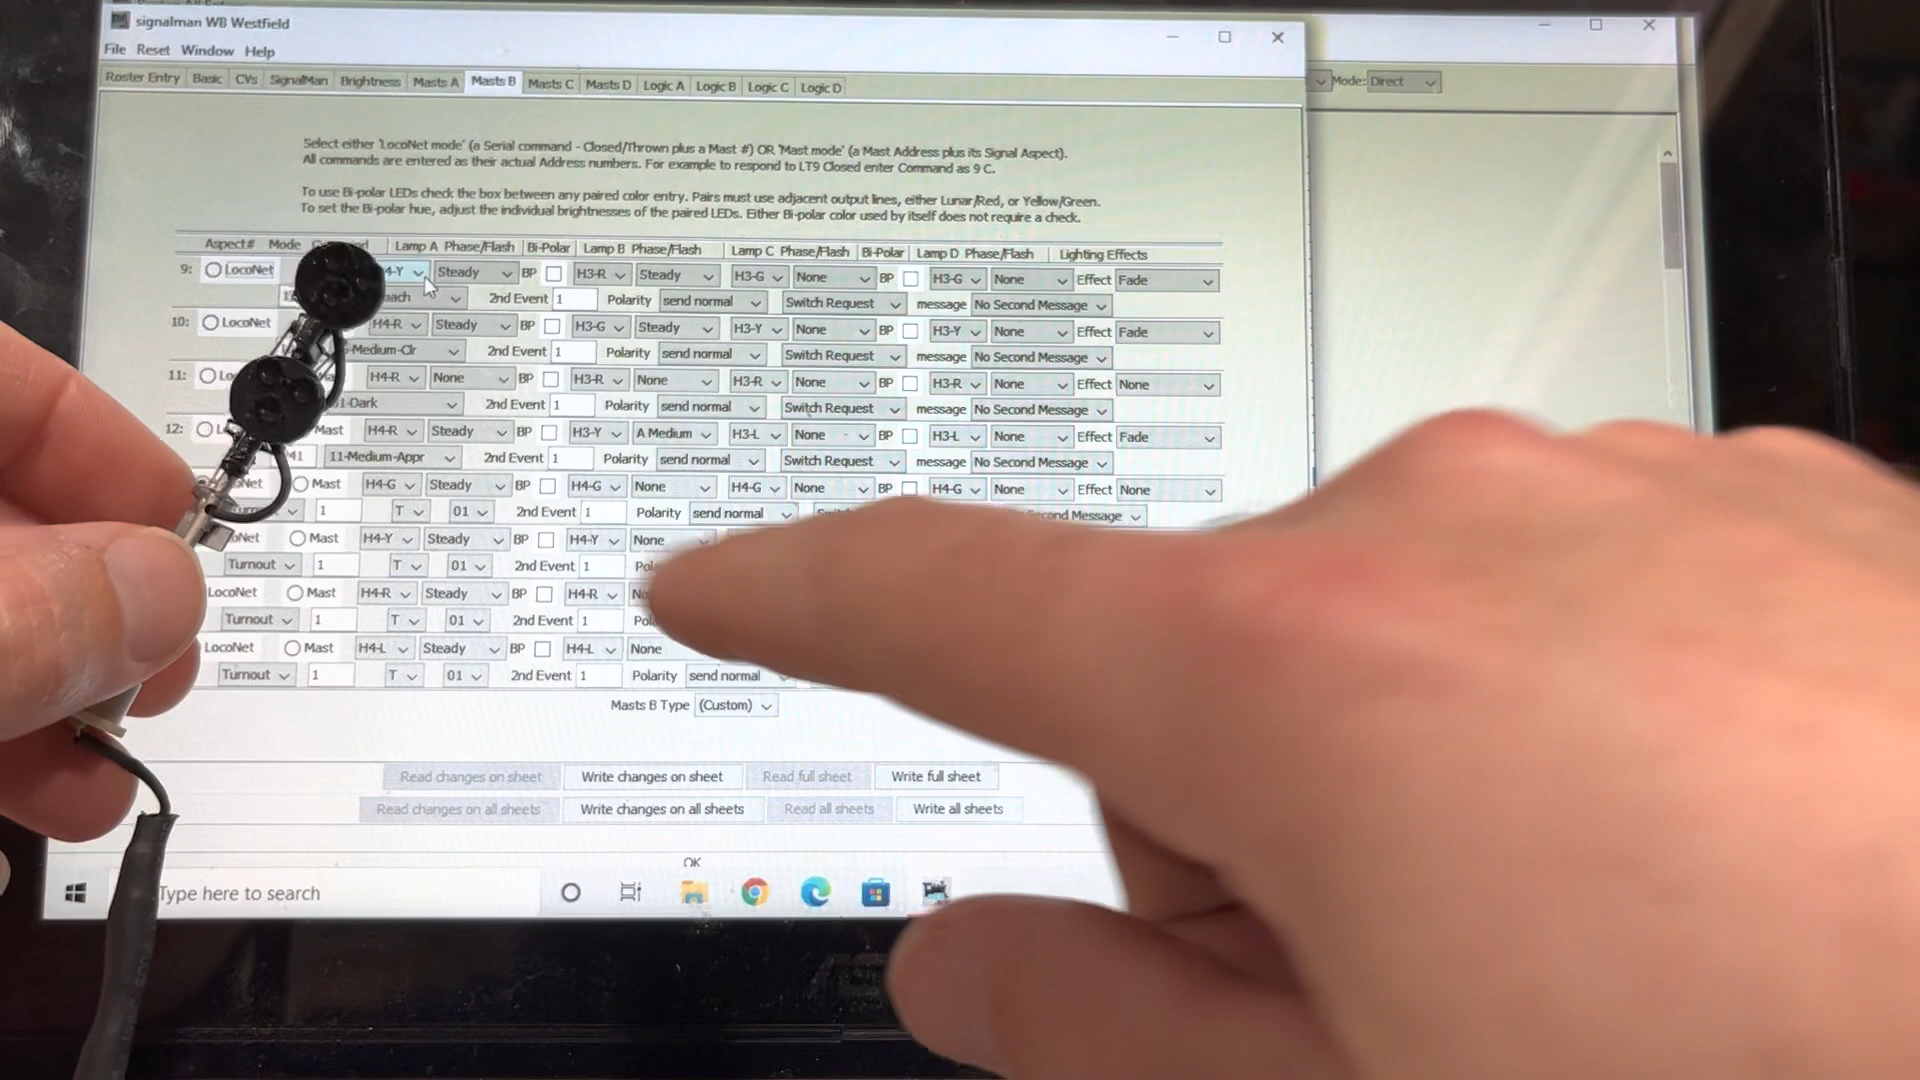 signalman WB Westfield
File Reset Window Help
Roster Entry Basic CVs SignalMan Brightness Masts A Masts B Masts C Masts D Logic A Logic B Logic C Logic D
Mode: Direct
Select either 'LocoNet mode' (a Serial command - Closed/Thrown plus a Mast #) OR 'Mast mode' (a Mast Address plus its Signal Aspect).
All commands are entered as their actual Address numbers. For example to respond to LT9 Closed enter Command as 9 C.
To use Bi-polar LEDs check the box between any paired color entry. Pairs must use adjacent output lines, either Lunar/Red, or Yellow/Green.
To set the Bi-polar hue, adjust the individual brightnesses of the paired LEDs. Either Bi-polar color used by itself does not require a check.
Aspect# Mode Lamp A Phase/Flash Bi-Polar Lamp B Phase/Flash Lamp C Phase/Flash Bi-Polar Lamp D Phase/Flash Lighting Effects
9: LocoNet 4-Y Steady BP H3-R Steady H3-G None BP H3-G None Effect Fade
2nd Event 1 Polarity send normal Switch Request message No Second Message
10: LocoNet H4-R Steady BP H3-G Steady H3-Y None BP H3-Y None Effect Fade
-Medium-Clr 2nd Event 1 Polarity send normal Switch Request message No Second Message
11: H4-R None BP H3-R None H3-R None BP H3-R None Effect None
1-Dark 2nd Event 1 Polarity send normal Switch Request message No Second Message
12: Mast H4-R Steady BP H3-Y A Medium H3-L None BP H3-L None Effect Fade
41 11-Medium-Appr 2nd Event 1 Polarity send normal Switch Request message No Second Message
Net Mast H4-G Steady BP H4-G None H4-G None BP H4-G None Effect None
1 T 01 2nd Event 1 Polarity send normal Second Message
oNet Mast H4-Y Steady BP H4-Y None
Turnout 1 T 01 2nd Event 1 Pol
LocoNet Mast H4-R Steady BP H4-R No
Turnout 1 T 01 2nd Event 1 Pol
LocoNet Mast H4-L Steady BP H4-L None
Turnout 1 T 01 2nd Event 1 Polarity send normal
Masts B Type (Custom)
Read changes on sheet Write changes on sheet Read full sheet Write full sheet
Read changes on all sheets Write changes on all sheets Read all sheets Write all sheets
OK
Type here to search